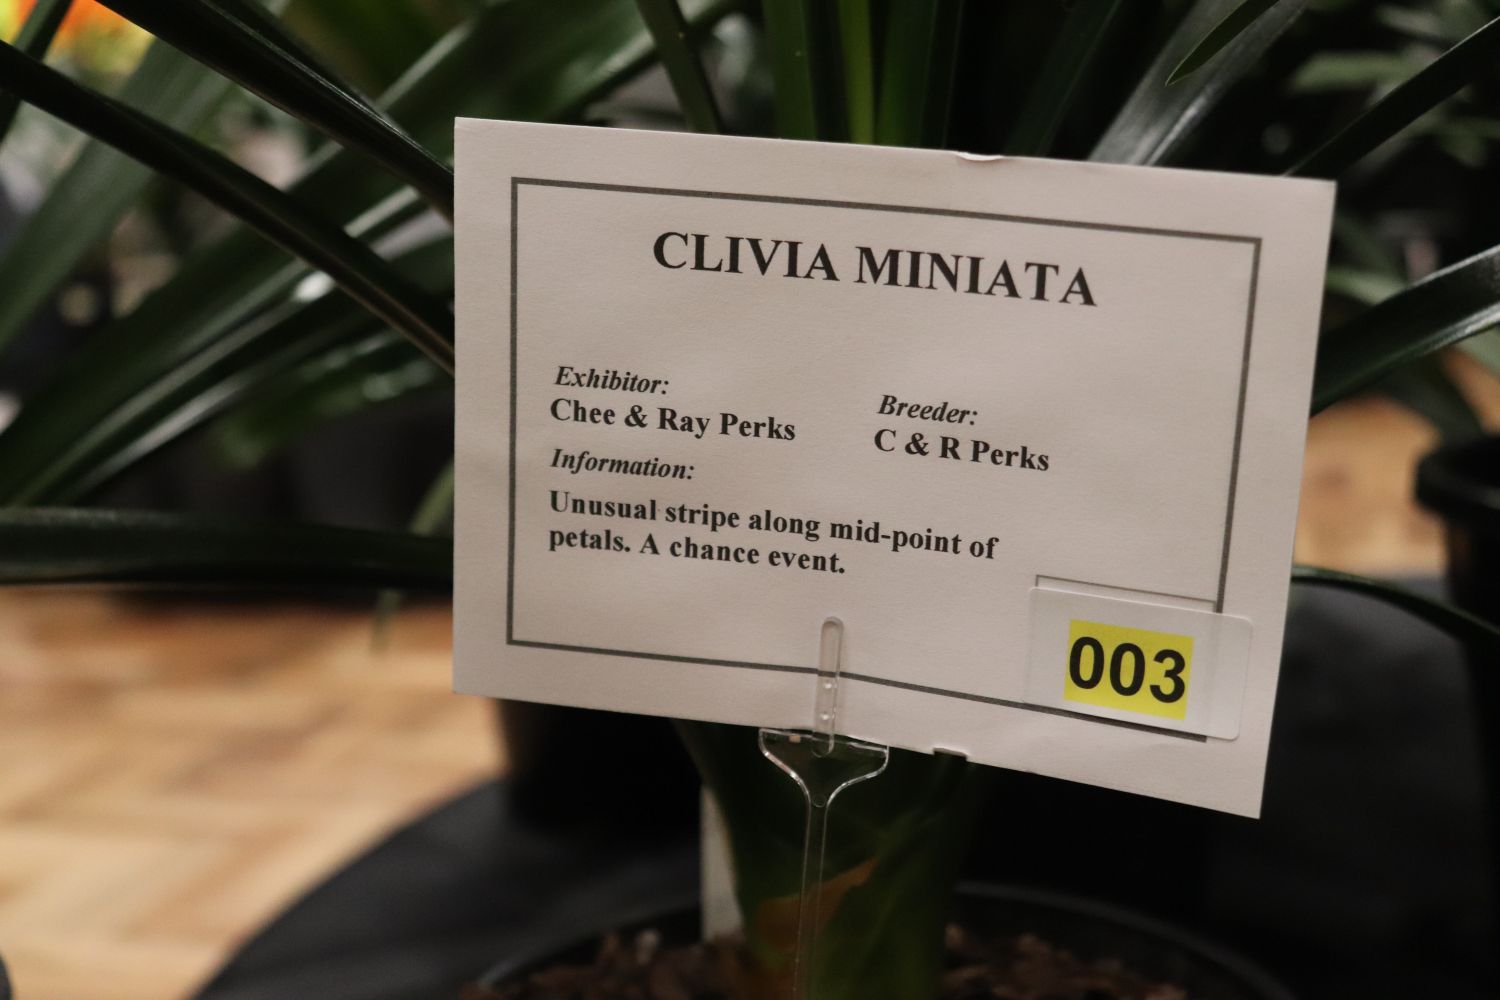 CLIVIA MINIATA
Exhibitor:
Chee & Ray Perks
Breeder:
C & R Perks
Information:
Unusual stripe along mid-point of
petals. A chance event.
003